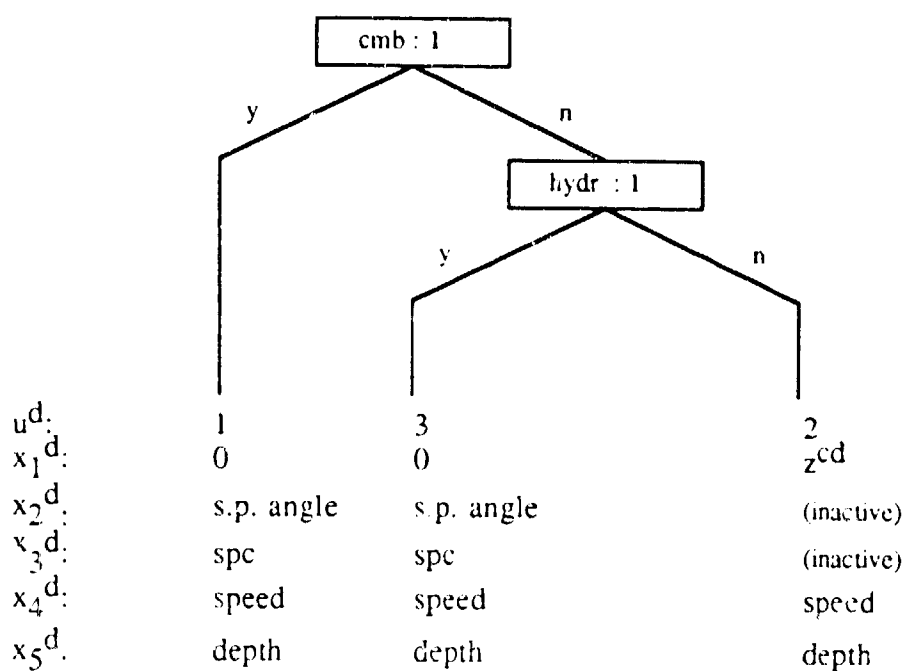 cmb : 1
y n
hydr : 1
y n
u^d: 1 3 2
x_1^d: 0 0 z^cd
x_2^d. s.p. angle s.p. angle (inactive)
x_3^d: spc spc (inactive)
x_4^d: speed speed speed
x_5^d. depth depth depth